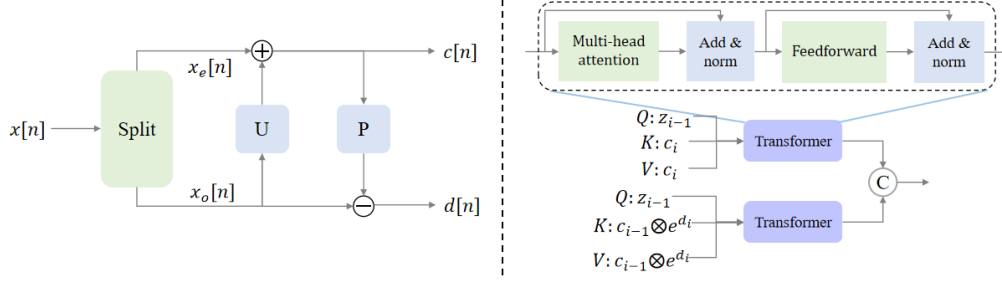 x[n]
Split
x_e[n]
x_o[n]
+
U
P
−
c[n]
d[n]
Multi-head
attention
Add &
norm
Feedforward
Add &
norm
Q: z_{i−1}
K: c_i
V: c_i
Transformer
Q: z_{i−1}
K: c_{i−1}⊗e^{d_i}
V: c_{i−1}⊗e^{d_i}
Transformer
C